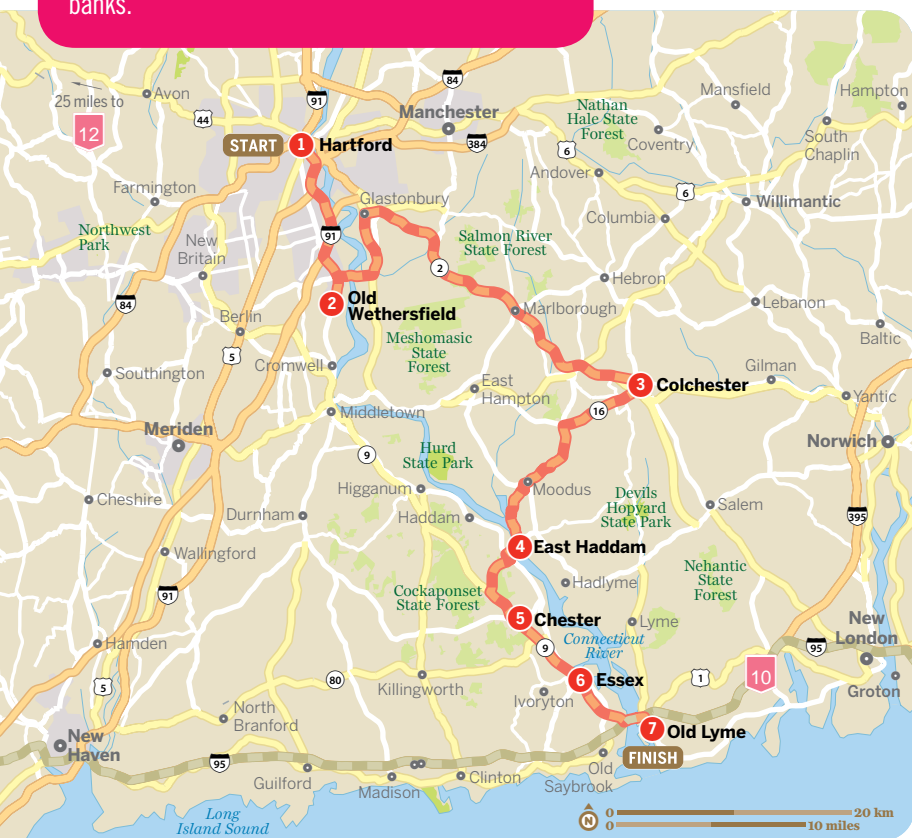 banks.
84
91
25 miles to
12
Avon
44
Manchester
384
Nathan
Hale State
Forest
Mansfield
Hampton
Coventry
South
Chaplin
START
1
Hartford
6
Andover
6
Willimantic
Farmington
Glastonbury
Columbia
Northwest
Park
New
Britain
91
2
Salmon River
State Forest
Hebron
84
2
Old
Wethersfield
Marlborough
Lebanon
Berlin
5
Meshomasic
State
Forest
Baltic
Cromwell
Southington
East
Hampton
3
Colchester
Gilman
Yantic
Middletown
16
Meriden
9
Hurd
State Park
Norwich
Higganum
Moodus
Devils
Hopyard
State Park
Cheshire
Durnham
Haddam
Salem
395
Wallingford
4
East Haddam
Hadlyme
Nehantic
State
Forest
91
Cockaponset
State Forest
5
Chester
Lyme
New
London
Hamden
9
Connecticut
River
95
5
80
Killingworth
6
Essex
Ivoryton
1
10
Groton
North
Branford
New
Haven
7
Old Lyme
FINISH
95
Guilford
Madison
Clinton
Old
Saybrook
Long
Island Sound
N
0
20 km
0
10 miles